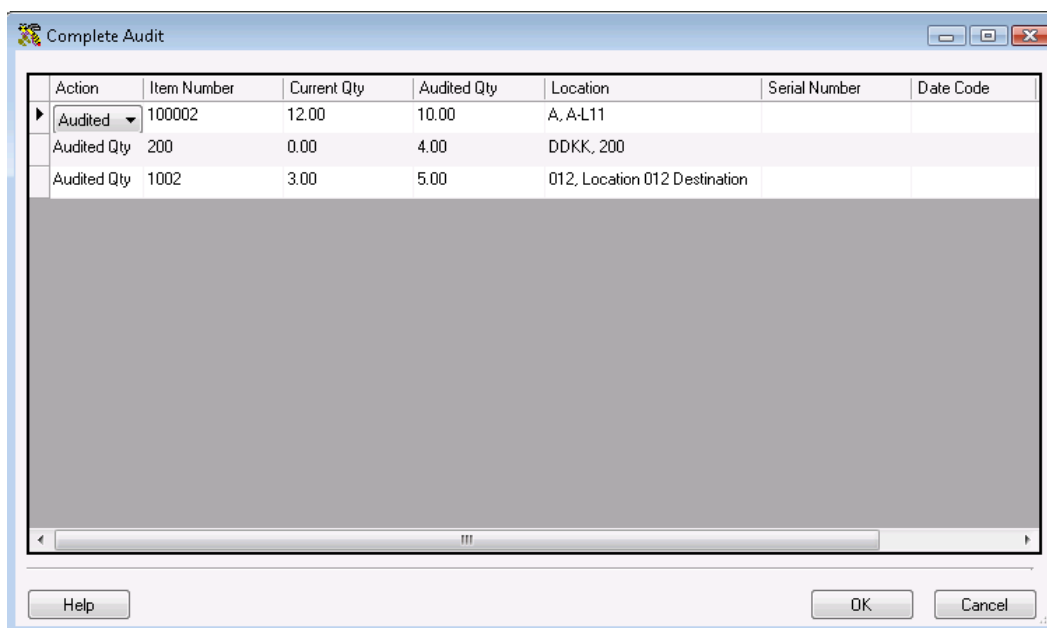 Complete Audit
Action Item Number Current Qty Audited Qty Location Serial Number Date Code
Audited 100002 12.00 10.00 A, A-L11
Audited Qty 200 0.00 4.00 DDKK, 200
Audited Qty 1002 3.00 5.00 012, Location 012 Destination
Help OK Cancel